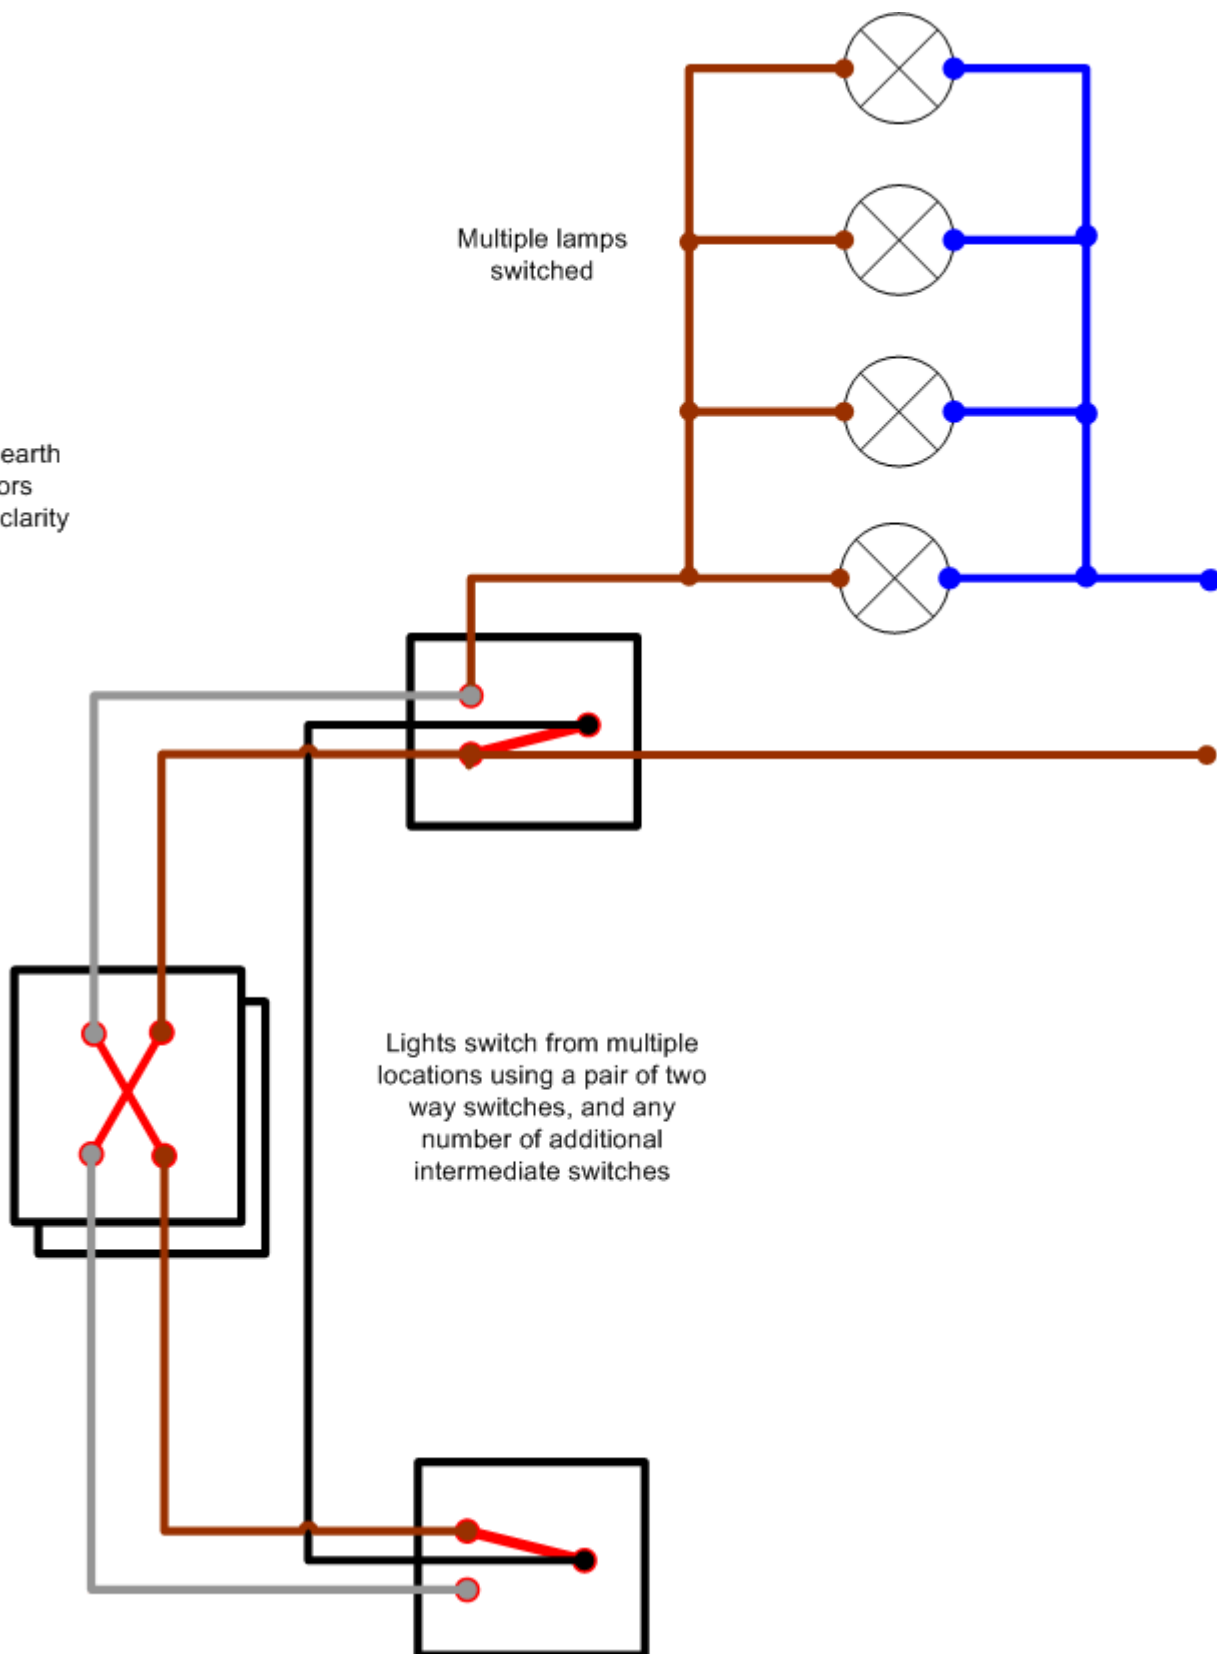 Multiple lamps
switched
earth
ors
clarity
Lights switch from multiple
locations using a pair of two
way switches, and any
number of additional
intermediate switches